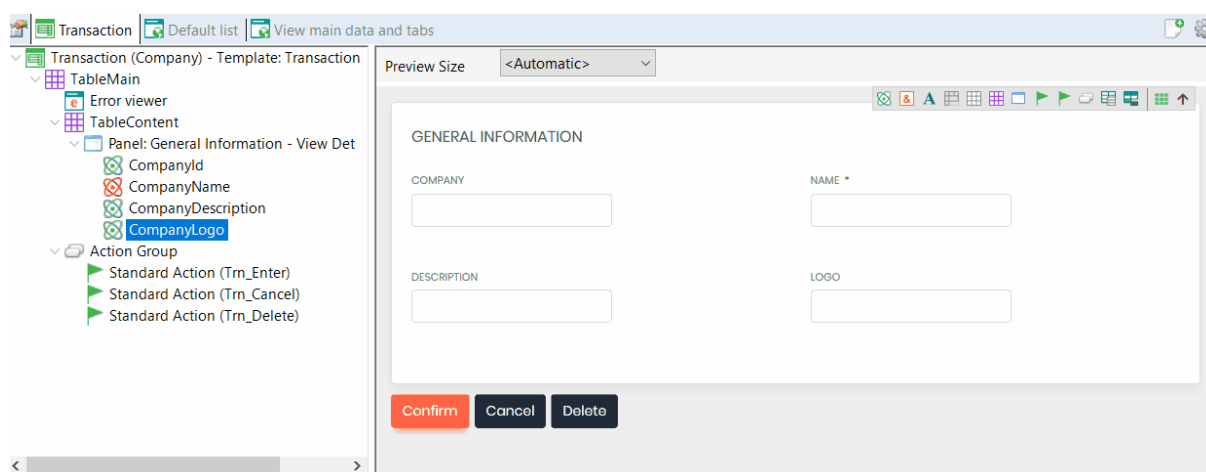 Transaction
Default list
View main data and tabs
Transaction (Company) - Template: Transaction
TableMain
Error viewer
TableContent
Panel: General Information - View Det
CompanyId
CompanyName
CompanyDescription
CompanyLogo
Action Group
Standard Action (Trn_Enter)
Standard Action (Trn_Cancel)
Standard Action (Trn_Delete)
Preview Size
<Automatic>
GENERAL INFORMATION
COMPANY
NAME *
DESCRIPTION
LOGO
Confirm
Cancel
Delete